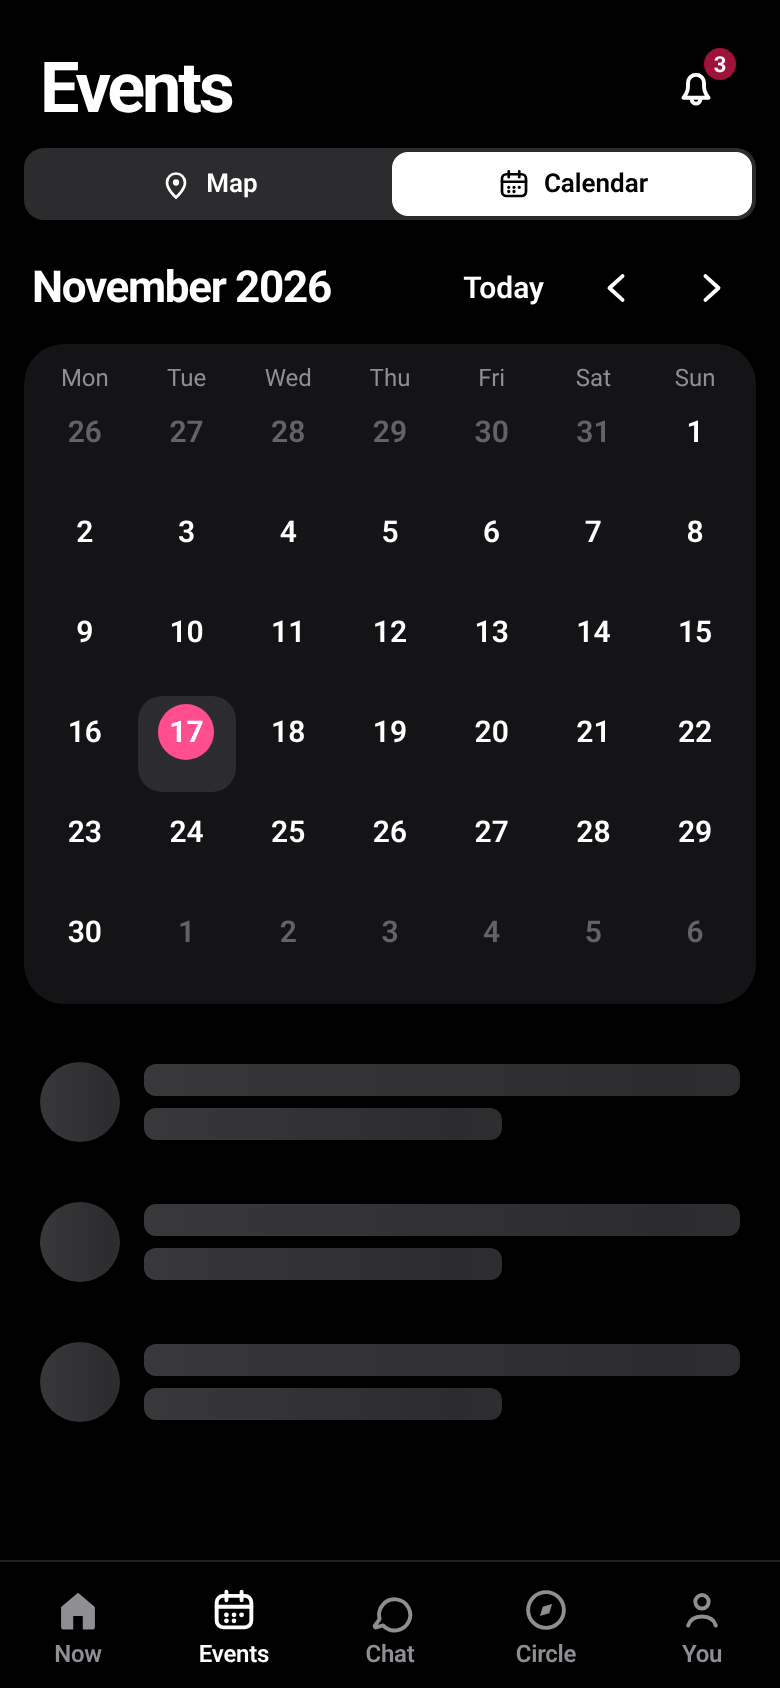 Events
3
Map
Calendar
November 2026
Today
Mon Tue Wed Thu Fri Sat Sun
26 27 28 29 30 31 1
2 3 4 5 6 7 8
9 10 11 12 13 14 15
16 17 18 19 20 21 22
23 24 25 26 27 28 29
30 1 2 3 4 5 6
Now Events Chat Circle You